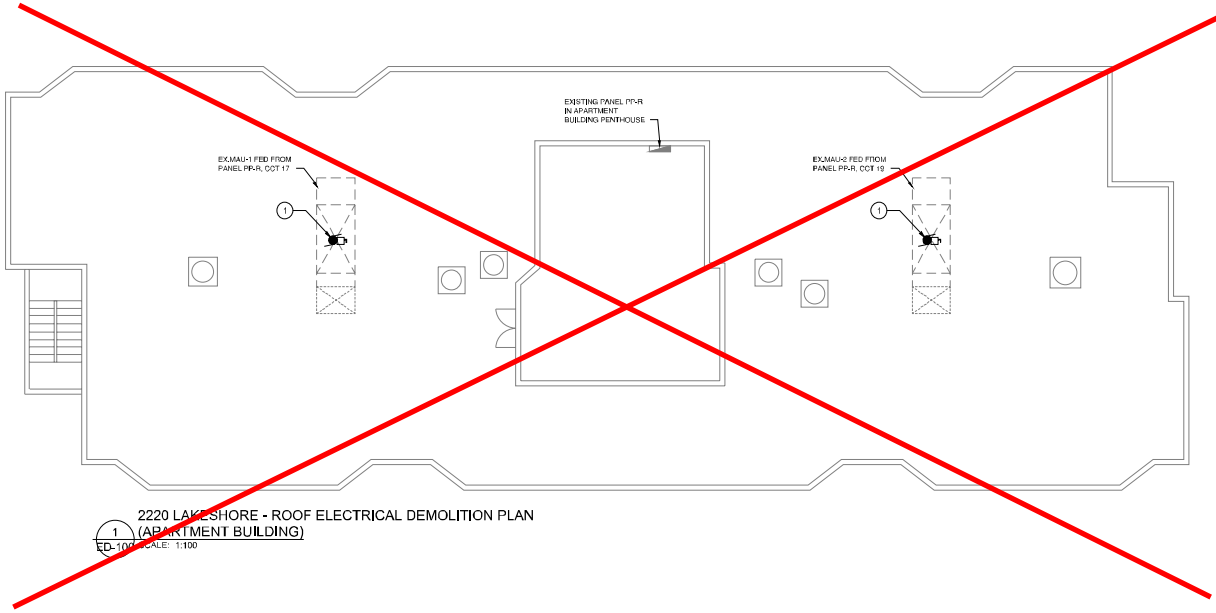 EXISTING PANEL PP-R
IN APARTMENT
BUILDING PENTHOUSE
EX.MAU-1 FED FROM
PANEL PP-R, CCT 17
1
EX.MAU-2 FED FROM
PANEL PP-R, CCT 19
1
2220 LAKESHORE - ROOF ELECTRICAL DEMOLITION PLAN
(APARTMENT BUILDING)
1
ED-100
SCALE: 1:100